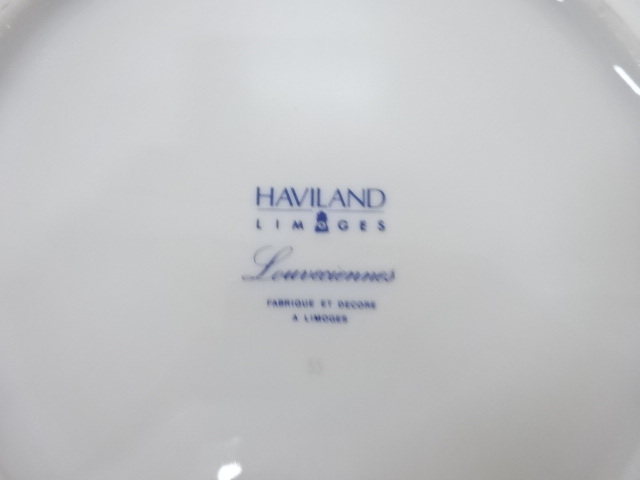 HAVILAND
LIMOGES
Louveciennes
FABRIQUE ET DECORE
A LIMOGES